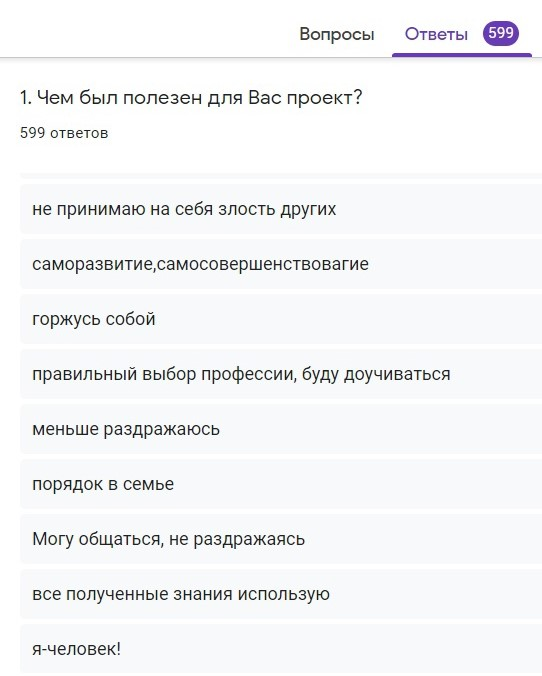 Вопросы Ответы 599
1. Чем был полезен для Вас проект?
599 ответов
не принимаю на себя злость других
саморазвитие,самосовершенствовагие
горжусь собой
правильный выбор профессии, буду доучиваться
меньше раздражаюсь
порядок в семье
Могу общаться, не раздражаясь
все полученные знания использую
я-человек!